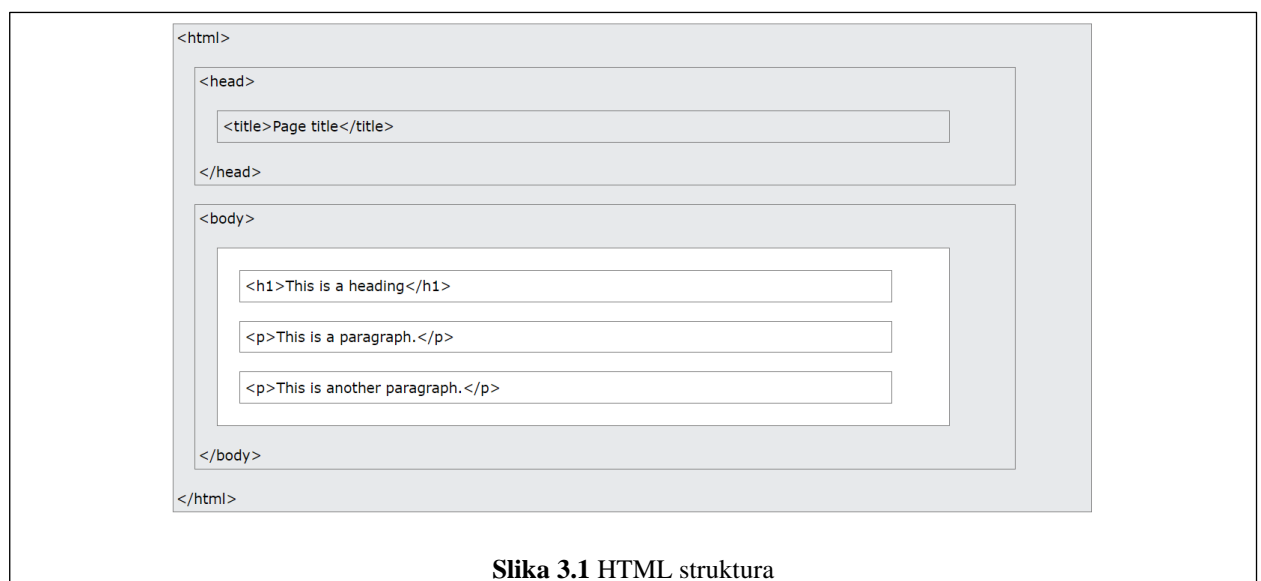 <html>
<head>
<title>Page title</title>
</head>
<body>
<h1>This is a heading</h1>
<p>This is a paragraph.</p>
<p>This is another paragraph.</p>
</body>
</html>
Slika 3.1 HTML struktura